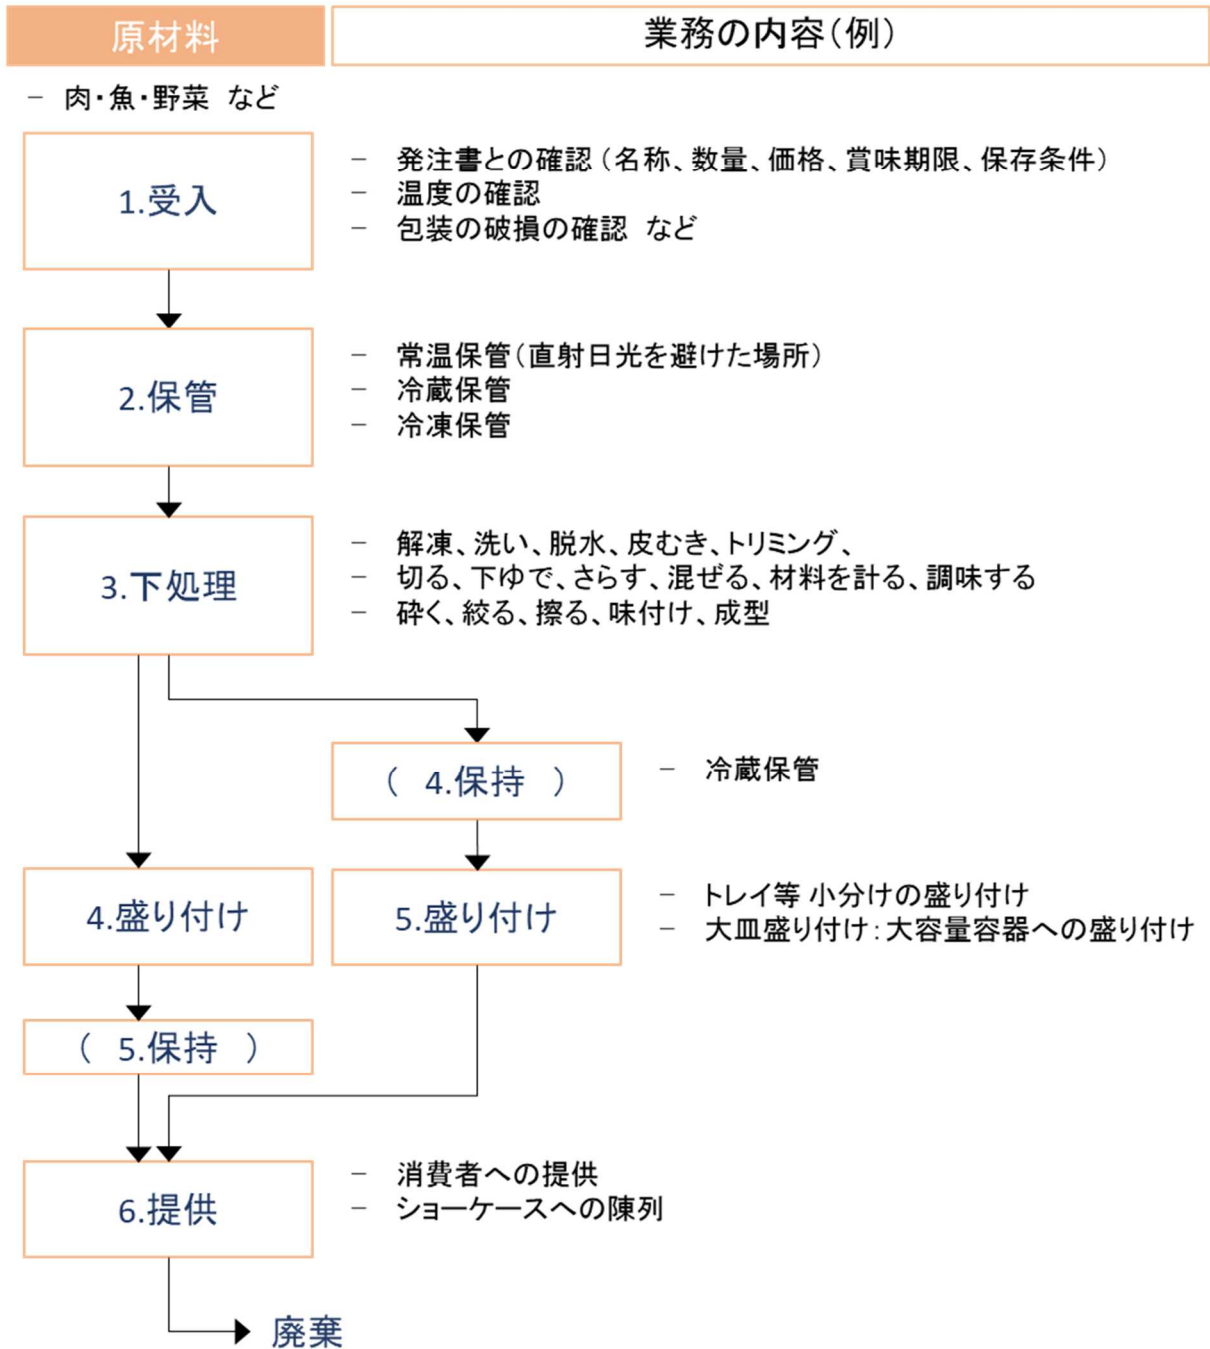 原材料
業務の内容（例）
－ 肉・魚・野菜 など
1.受入
－ 発注書との確認（名称、数量、価格、賞味期限、保存条件）
－ 温度の確認
－ 包装の破損の確認 など
2.保管
－ 常温保管（直射日光を避けた場所）
－ 冷蔵保管
－ 冷凍保管
3.下処理
－ 解凍、洗い、脱水、皮むき、トリミング、
－ 切る、下ゆで、さらす、混ぜる、材料を計る、調味する
－ 砕く、絞る、擦る、味付け、成型
（ 4.保持 ）
－ 冷蔵保管
4.盛り付け
5.盛り付け
－ トレイ等 小分けの盛り付け
－ 大皿盛り付け：大容量容器への盛り付け
（ 5.保持 ）
6.提供
－ 消費者への提供
－ ショーケースへの陳列
廃棄